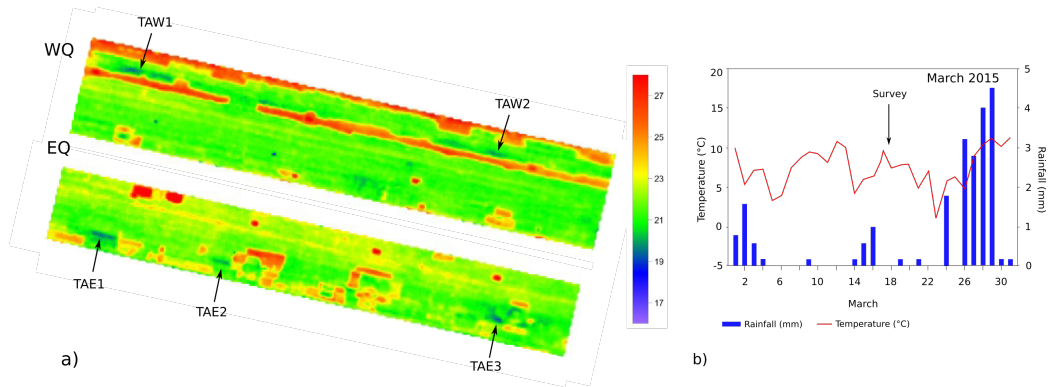 TAW1
WQ
TAW2
EQ
TAE1
TAE2
TAE3
27
25
23
21
19
17
a)
March 2015
Survey
Temperature (°C)
20
15
10
5
0
-5
Rainfall (mm)
5
4
3
2
1
0
2 6 10 14 18 22 26 30
March
Rainfall (mm) Temperature (°C)
b)